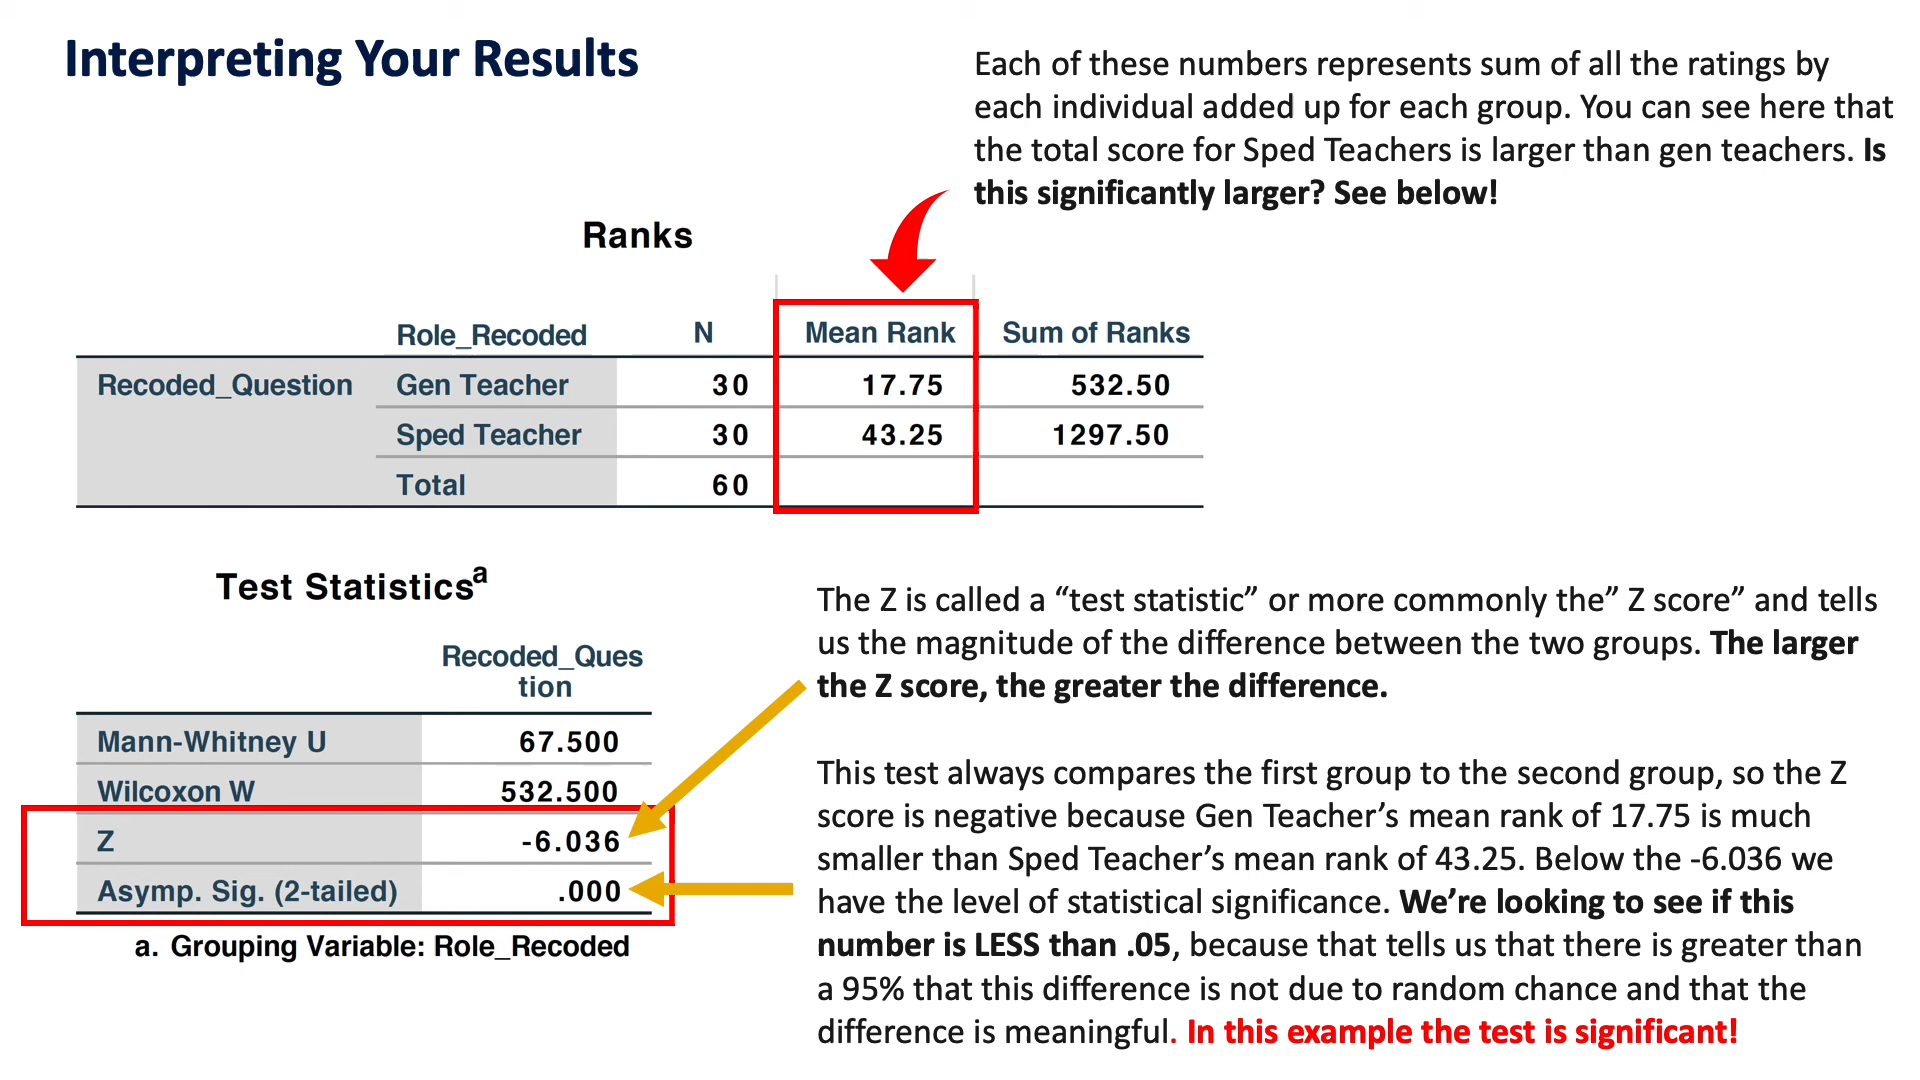 Interpreting Your Results
Each of these numbers represents sum of all the ratings by
each individual added up for each group. You can see here that
the total score for Sped Teachers is larger than gen teachers. Is
this significantly larger? See below!
Ranks
Role_Recoded N Mean Rank Sum of Ranks
Recoded_Question Gen Teacher 30 17.75 532.50
Sped Teacher 30 43.25 1297.50
Total 60
Test Statisticsa
Recoded_Ques
tion
Mann-Whitney U 67.500
Wilcoxon W 532.500
Z -6.036
Asymp. Sig. (2-tailed) .000
a. Grouping Variable: Role_Recoded
The Z is called a “test statistic” or more commonly the” Z score” and tells
us the magnitude of the difference between the two groups. The larger
the Z score, the greater the difference.
This test always compares the first group to the second group, so the Z
score is negative because Gen Teacher’s mean rank of 17.75 is much
smaller than Sped Teacher’s mean rank of 43.25. Below the -6.036 we
have the level of statistical significance. We’re looking to see if this
number is LESS than .05, because that tells us that there is greater than
a 95% that this difference is not due to random chance and that the
difference is meaningful. In this example the test is significant!